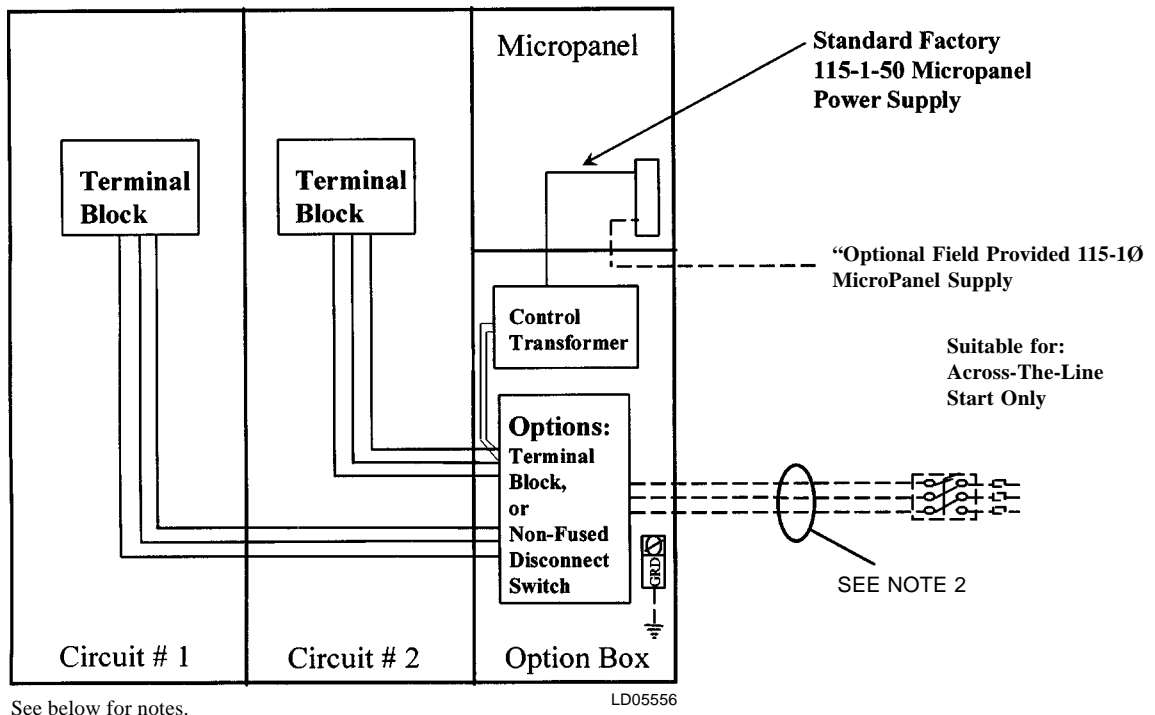 Micropanel
Standard Factory
115-1-50 Micropanel
Power Supply
Terminal
Block
Terminal
Block
“Optional Field Provided 115-1Ø
MicroPanel Supply
Control
Transformer
Suitable for:
Across-The-Line
Start Only
Options:
Terminal
Block,
or
Non-Fused
Disconnect
Switch
GRD
SEE NOTE 2
Circuit # 1
Circuit # 2
Option Box
LD05556
See below for notes.